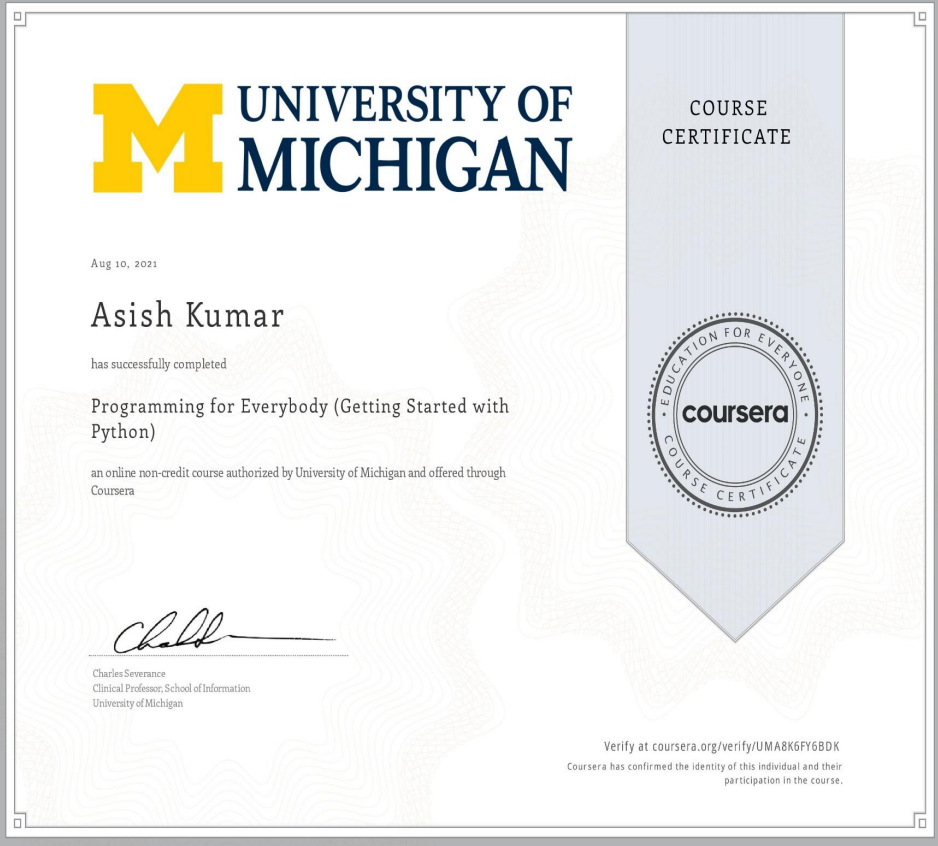 UNIVERSITY OF
MICHIGAN
COURSE
CERTIFICATE
Aug 10, 2021
Asish Kumar
has successfully completed
Programming for Everybody (Getting Started with
Python)
an online non-credit course authorized by University of Michigan and offered through
Coursera
EDUCATION FOR EVERYONE
coursera
COURSE CERTIFICATE
Charles Severance
Clinical Professor, School of Information
University of Michigan
Verify at coursera.org/verify/UMA8K6FY6BDK
Coursera has confirmed the identity of this individual and their
participation in the course.